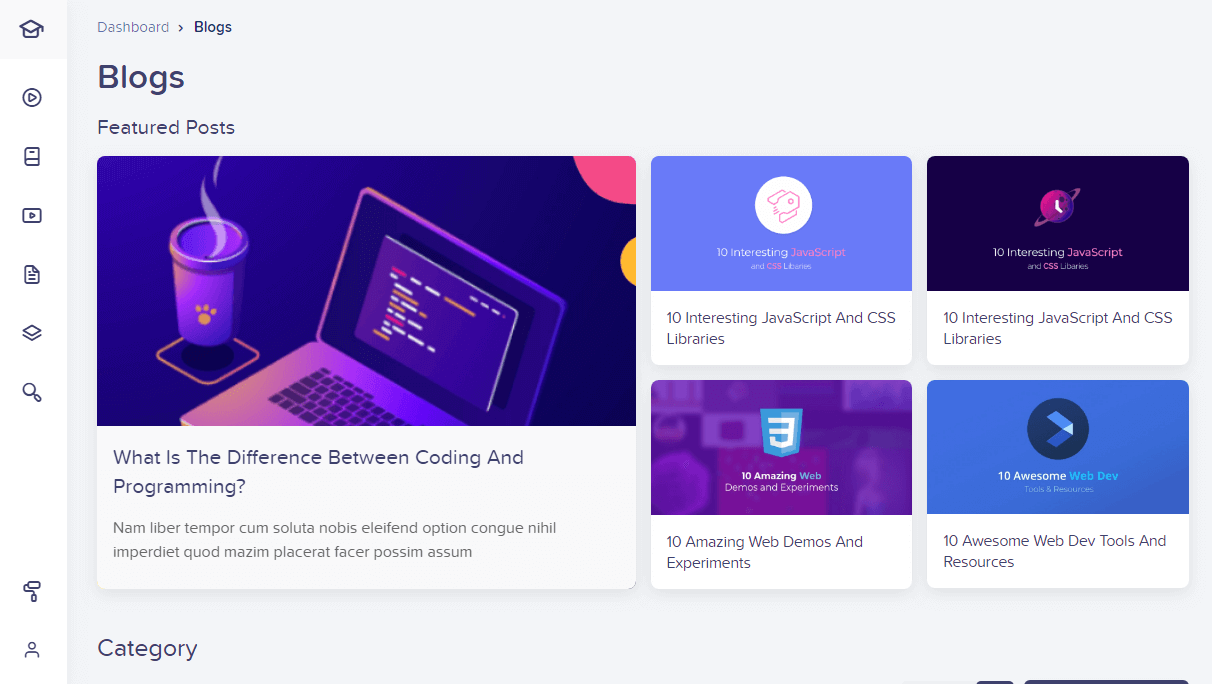 Dashboard > Blogs
Blogs
Featured Posts
What Is The Difference Between Coding And
Programming?
Nam liber tempor cum soluta nobis eleifend option congue nihil
imperdiet quod mazim placerat facer possim assum
10 Interesting JavaScript
and CSS Libaries
10 Interesting JavaScript And CSS
Libraries
10 Interesting JavaScript
and CSS Libaries
10 Interesting JavaScript And CSS
Libraries
10 Amazing Web
Demos and Experiments
10 Amazing Web Demos And
Experiments
10 Awesome Web Dev
Tools & Resources
10 Awesome Web Dev Tools And
Resources
Category